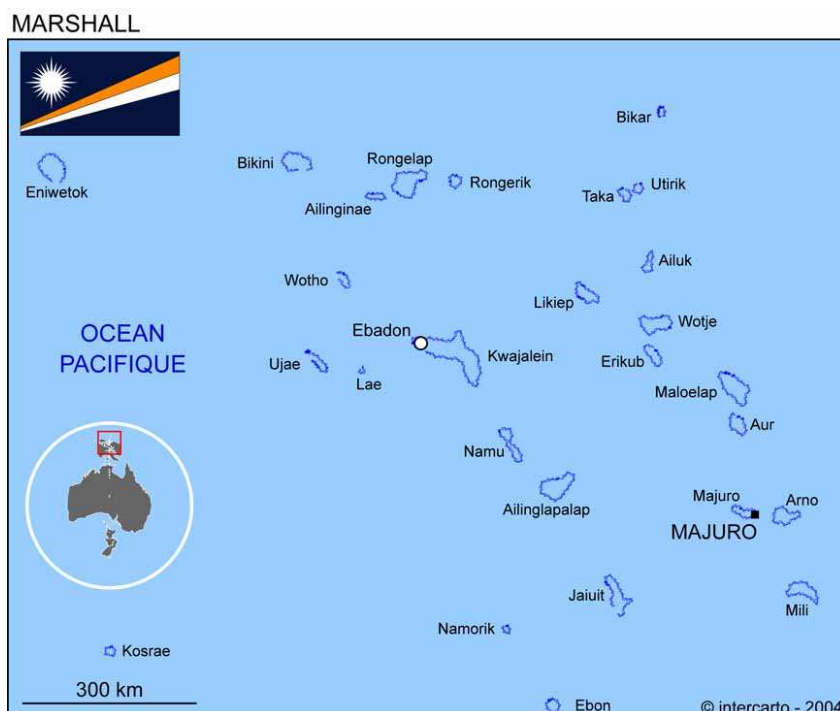 MARSHALL
Bikar
Bikini
Rongelap
Eniwetok
Ailinginae
Rongerik
Taka
Utirik
Wotho
Ailuk
Likiep
OCEAN
PACIFIQUE
Ebadon
Wotje
Ujae
Lae
Kwajalein
Erikub
Maloelap
Aur
Namu
Ailinglapalap
Majuro
Arno
MAJURO
Jaiuit
Mili
Namorik
Kosrae
300 km
Ebon
© intercarto - 2004